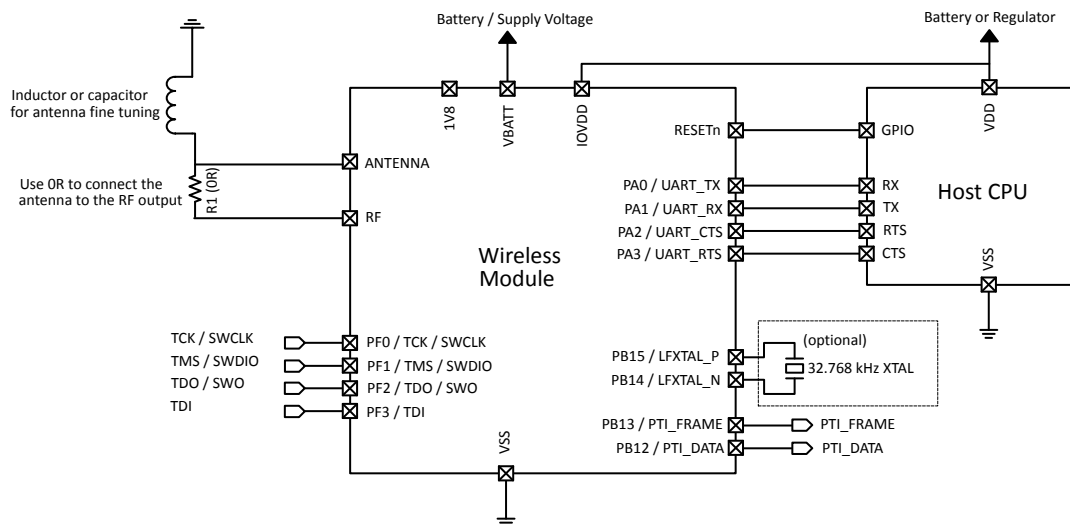 Battery / Supply Voltage
Battery or Regulator
Inductor or capacitor
for antenna fine tuning
1V8
VBATT
IOVDD
VDD
RESETn
GPIO
ANTENNA
Use 0R to connect the
antenna to the RF output
R1 (0R)
RF
PA0 / UART_TX
RX
PA1 / UART_RX
TX
PA2 / UART_CTS
RTS
PA3 / UART_RTS
CTS
Host CPU
Wireless
Module
VSS
TCK / SWCLK
PF0 / TCK / SWCLK
TMS / SWDIO
PF1 / TMS / SWDIO
TDO / SWO
PF2 / TDO / SWO
TDI
PF3 / TDI
(optional)
PB15 / LFXTAL_P
32.768 kHz XTAL
PB14 / LFXTAL_N
PB13 / PTI_FRAME
PTI_FRAME
PB12 / PTI_DATA
PTI_DATA
VSS